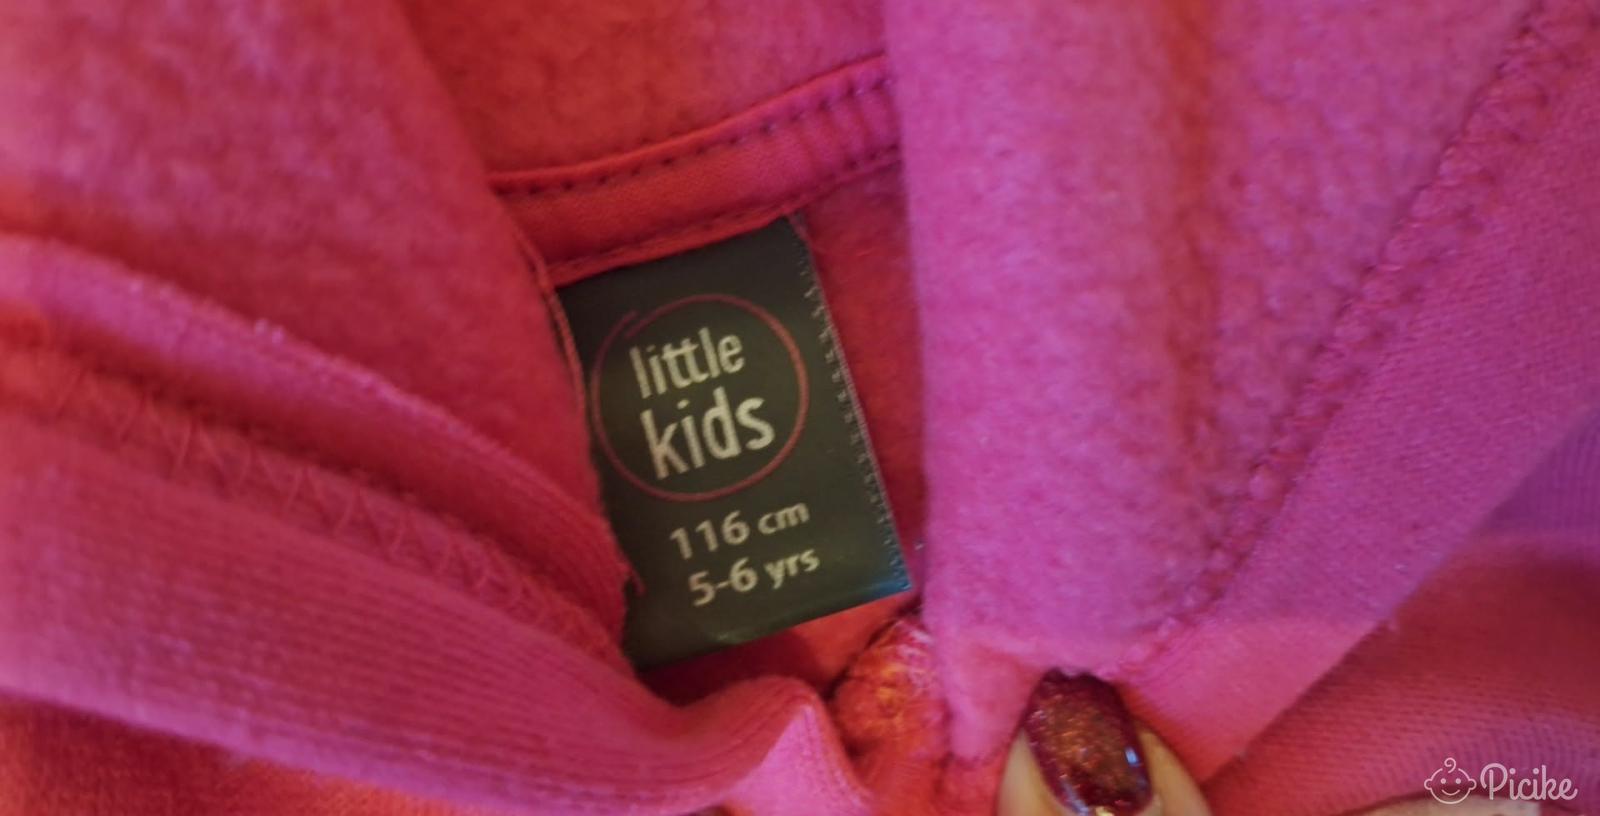 little
kids
116 cm
5-6 yrs
Picike